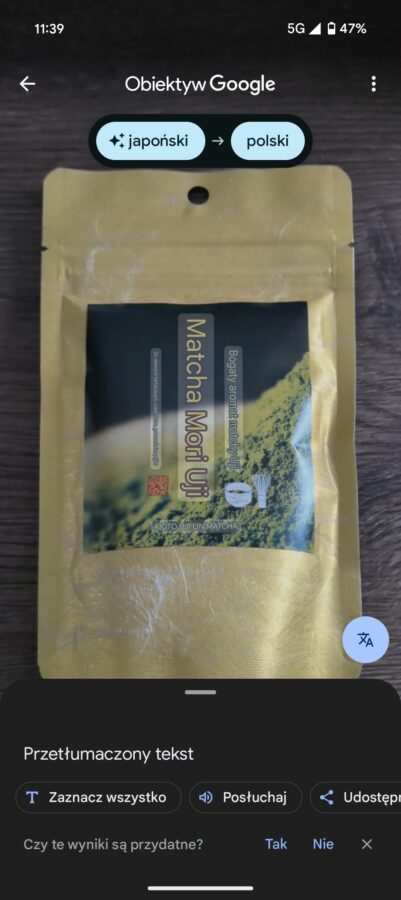 11:39
5G 47%
Obiektyw Google
japoński → polski
Bogaty aromat matchy Uji
Matcha Mori Uji
KIOTO UJI LIN MATCHA
Przetłumaczony tekst
Zaznacz wszystko
Posłuchaj
Udostępn
Czy te wyniki są przydatne?
Tak
Nie